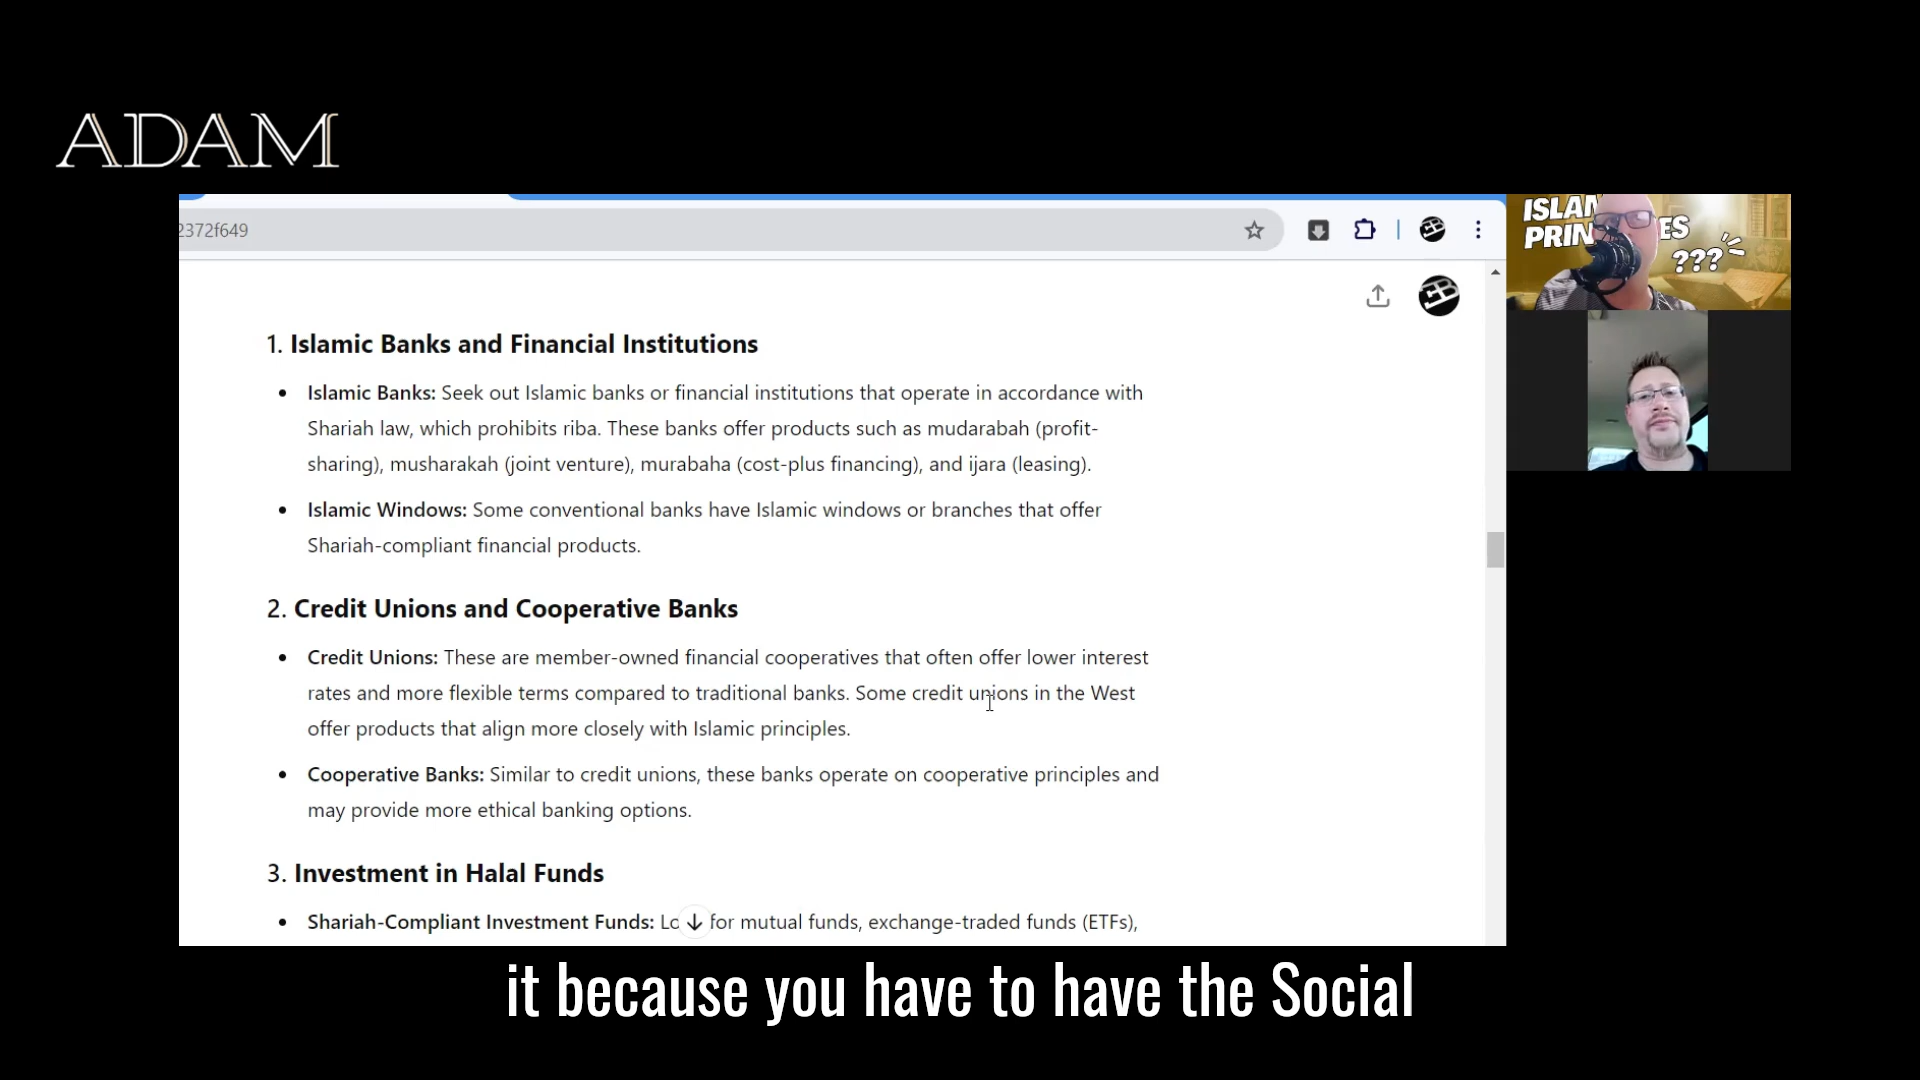 ADAM
2372f649
1. Islamic Banks and Financial Institutions
• Islamic Banks: Seek out Islamic banks or financial institutions that operate in accordance with
Shariah law, which prohibits riba. These banks offer products such as mudarabah (profit-
sharing), musharakah (joint venture), murabaha (cost-plus financing), and ijara (leasing).
• Islamic Windows: Some conventional banks have Islamic windows or branches that offer
Shariah-compliant financial products.
2. Credit Unions and Cooperative Banks
• Credit Unions: These are member-owned financial cooperatives that often offer lower interest
rates and more flexible terms compared to traditional banks. Some credit unions in the West
offer products that align more closely with Islamic principles.
• Cooperative Banks: Similar to credit unions, these banks operate on cooperative principles and
may provide more ethical banking options.
3. Investment in Halal Funds
• Shariah-Compliant Investment Funds: for mutual funds, exchange-traded funds (ETFs),
???
it because you have to have the Social